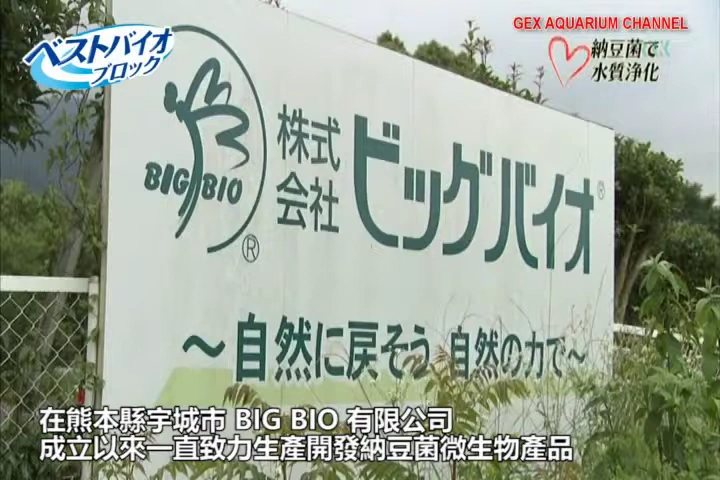 ベストバイオ
ブロック
GEX AQUARIUM CHANNEL
納豆菌で
水質浄化
BIG BIO
®
株式
会社
ビッグバイオ®
～自然に戻そう 自然の力で～
在熊本縣宇城市 BIG BIO 有限公司
成立以來一直致力生產開發納豆菌微生物產品